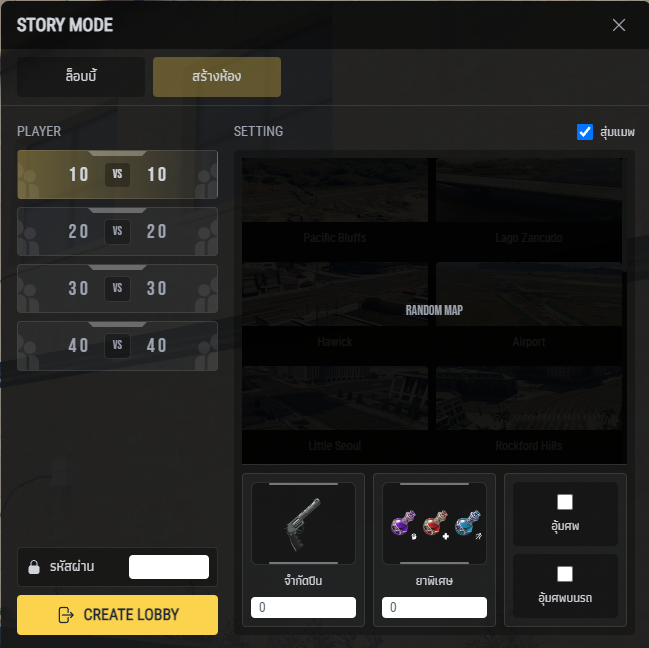 STORY MODE
ล็อบบี้ สร้างห้อง
PLAYER
10 VS 10
20 VS 20
30 VS 30
40 VS 40
รหัสผ่าน
CREATE LOBBY
SETTING
สุ่มแมพ
Pacific Bluffs Lago Zancudo
RANDOM MAP
Hawick Airport
Little Seoul Rockford Hills
จำกัดปืน
0
ยาพิเศษ
0
อุ้มศพ
อุ้มศพบนรถ